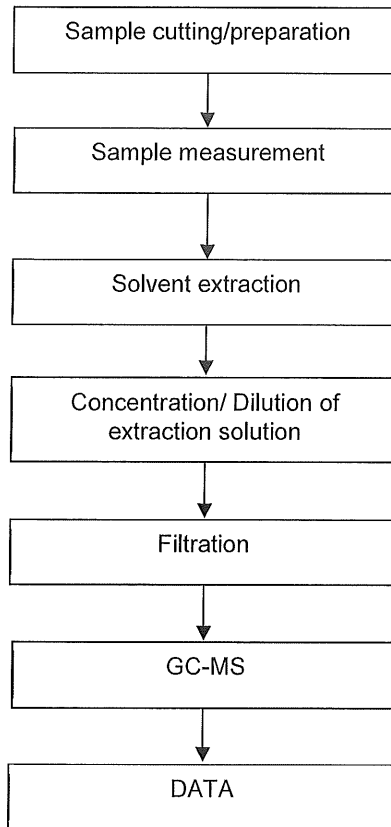 Sample cutting/preparation
Sample measurement
Solvent extraction
Concentration/ Dilution of
extraction solution
Filtration
GC-MS
DATA